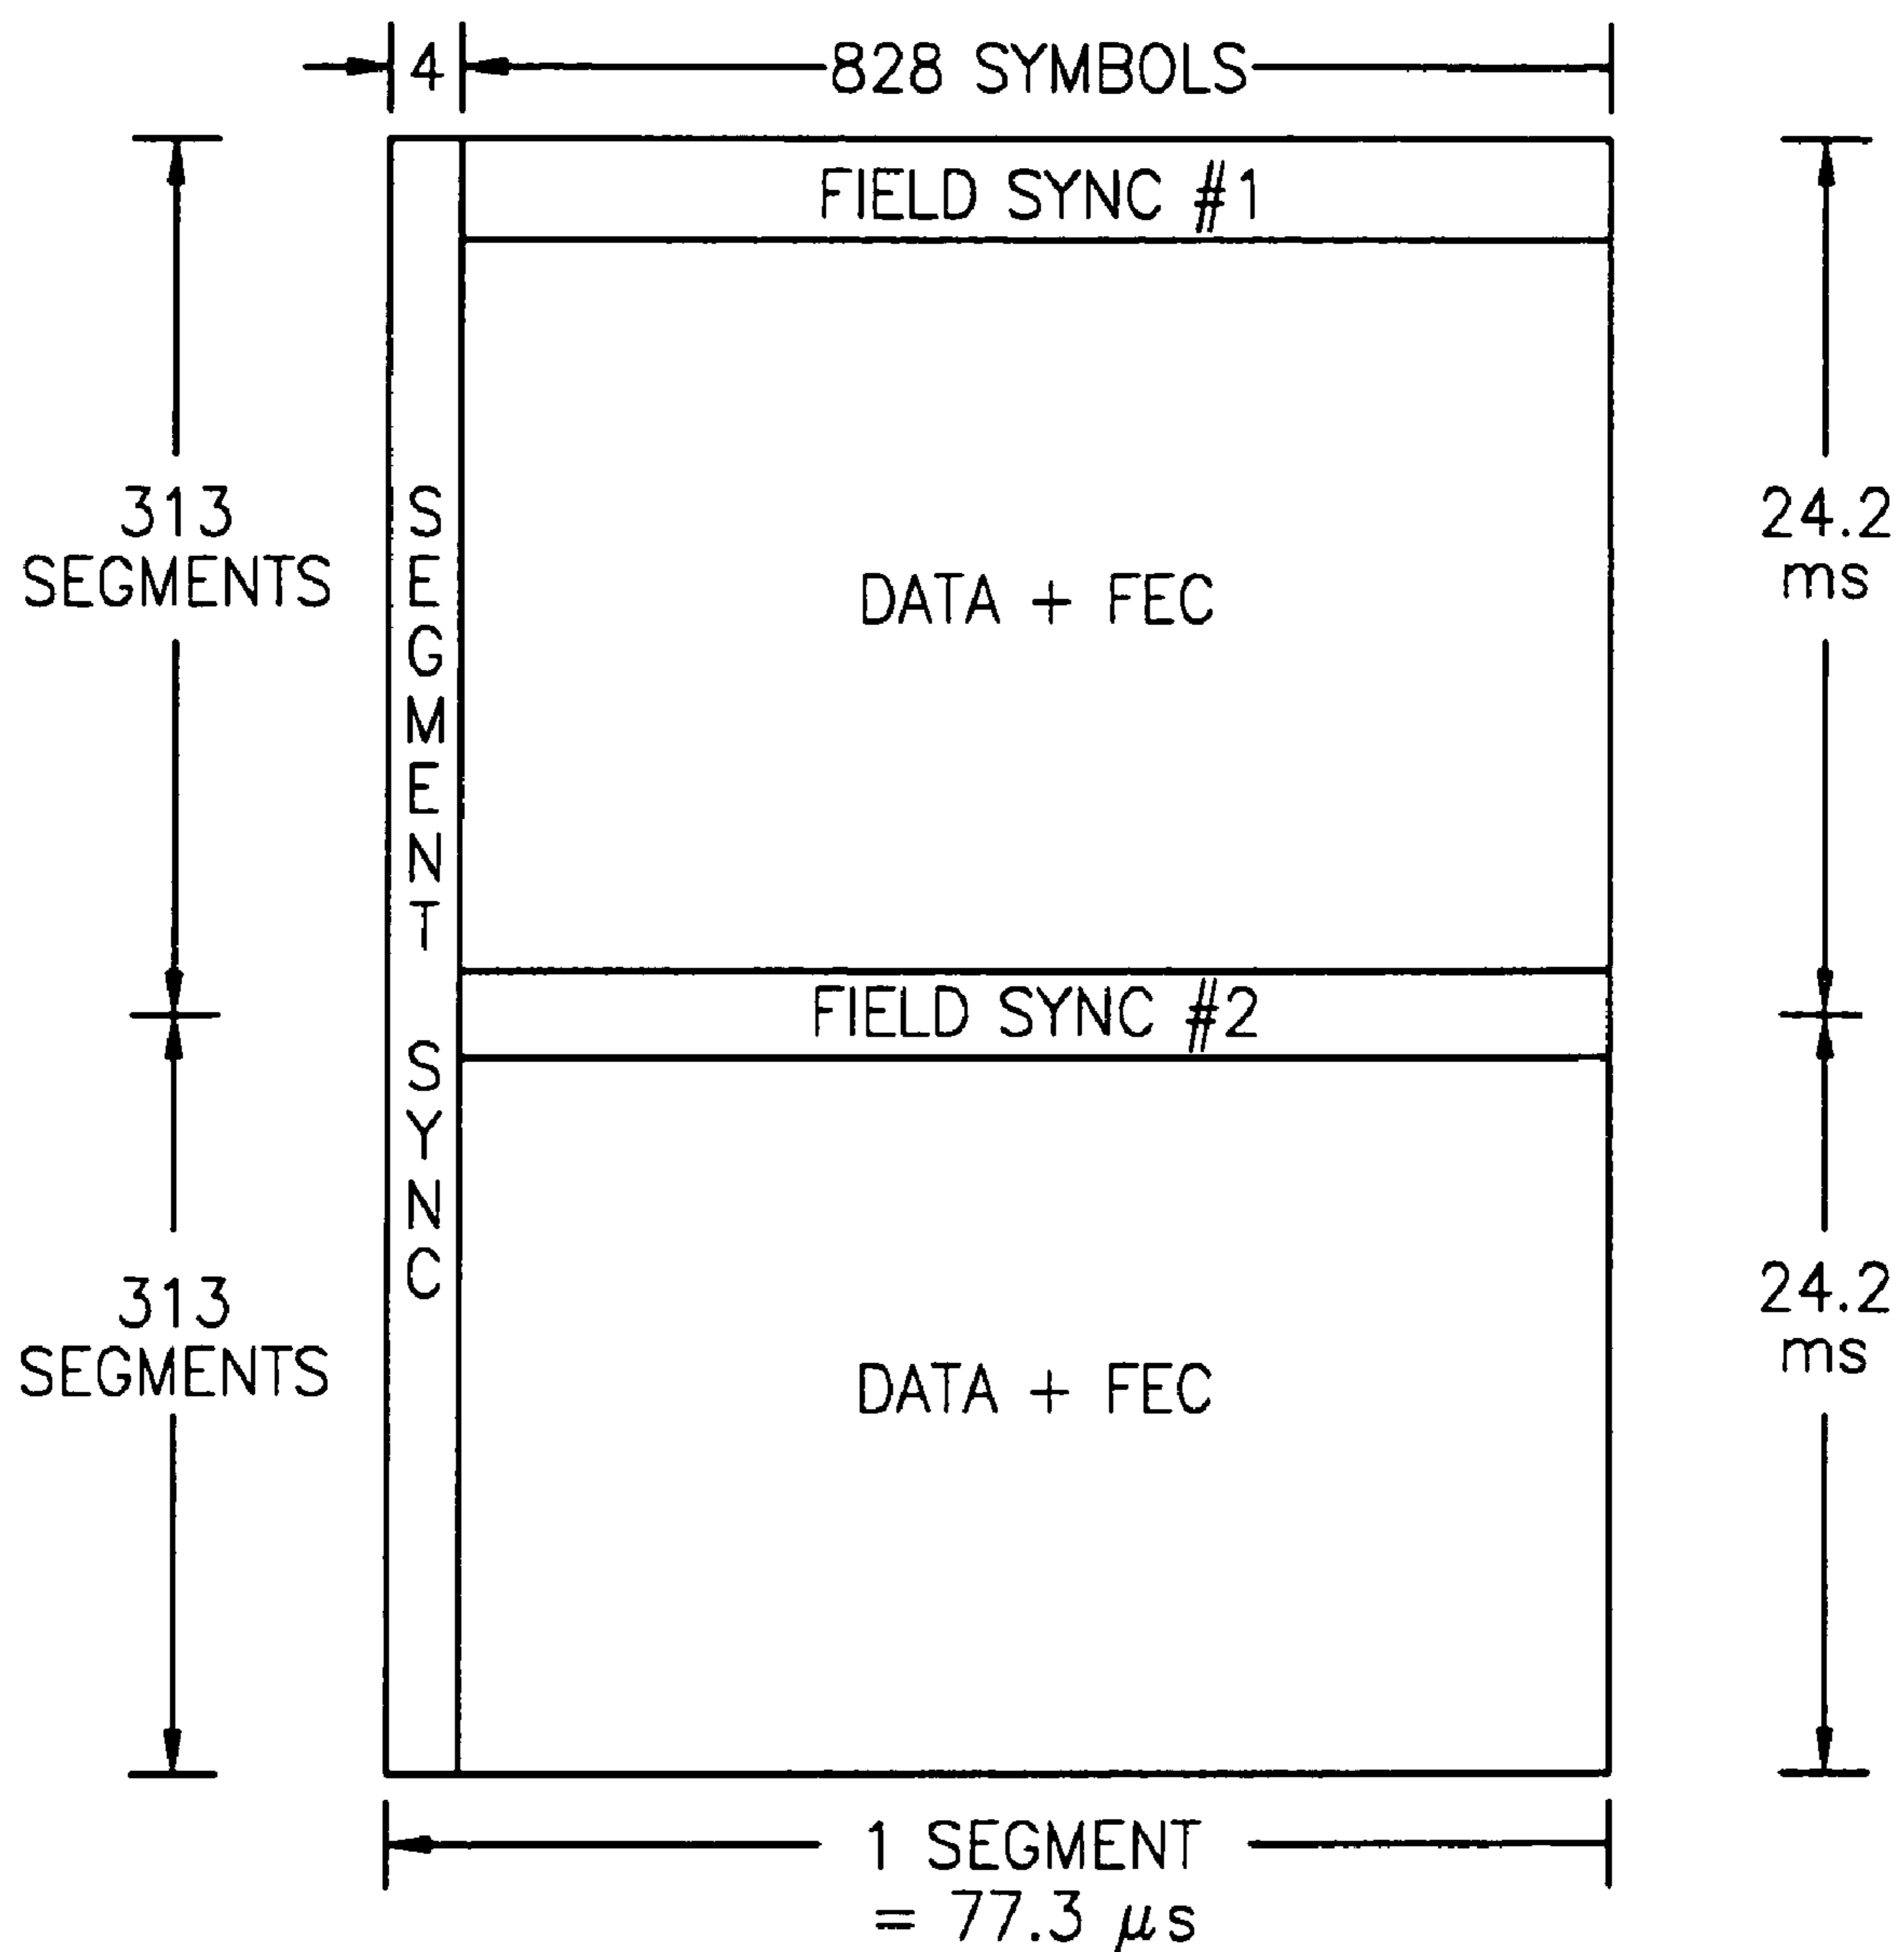 4
828 SYMBOLS
FIELD SYNC #1
313
SEGMENTS
SEGMENT SYNC
DATA + FEC
24.2
ms
FIELD SYNC #2
313
SEGMENTS
DATA + FEC
24.2
ms
1 SEGMENT
= 77.3 μs